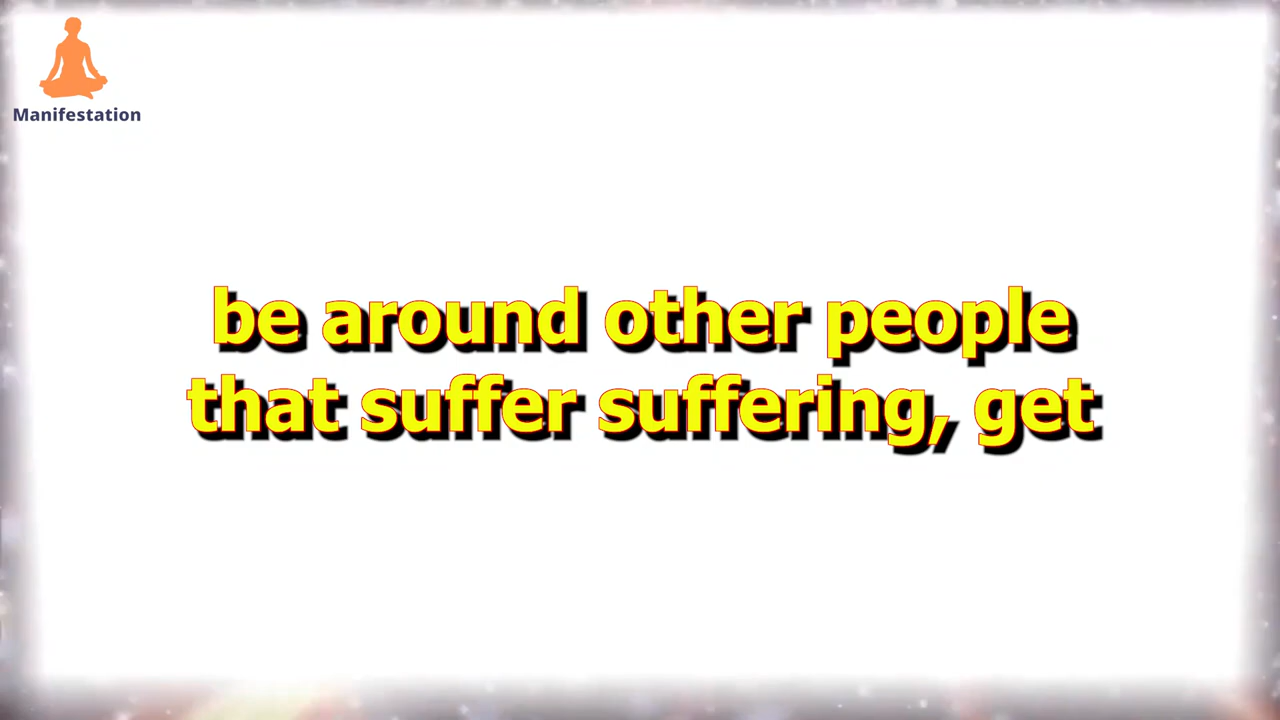 Manifestation
be around other people
that suffer suffering, get